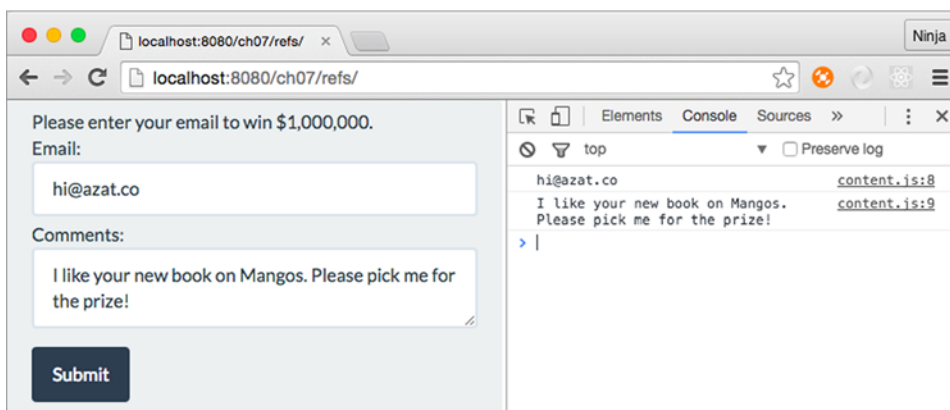 localhost:8080/ch07/refs/
Ninja
localhost:8080/ch07/refs/
Please enter your email to win $1,000,000.
Email:
hi@azat.co
Comments:
I like your new book on Mangos. Please pick me for
the prize!
Submit
Elements Console Sources »
top Preserve log
hi@azat.co content.js:8
I like your new book on Mangos. content.js:9
Please pick me for the prize!